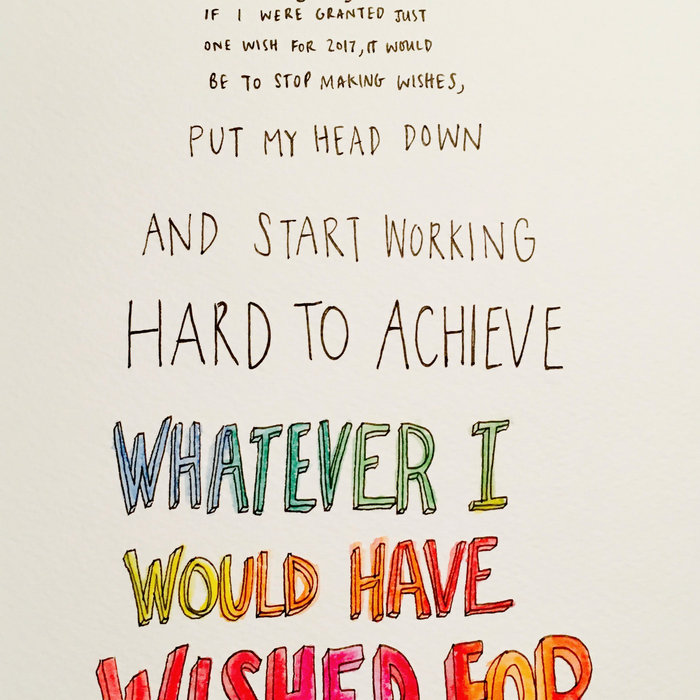 IF I WERE GRANTED JUST
ONE WISH FOR 2017, IT WOULD
BE TO STOP MAKING WISHES,
PUT MY HEAD DOWN
AND START WORKING
HARD TO ACHIEVE
WHATEVER I
WOULD HAVE
WISHED FOR